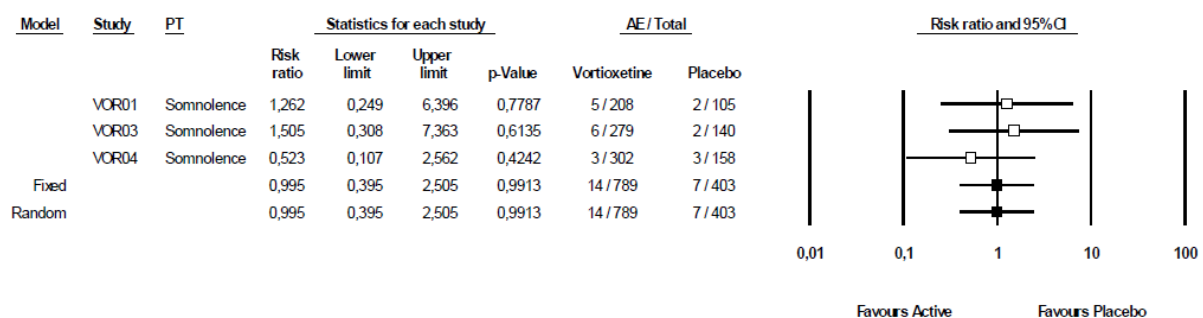 Model Study PT Statistics for each study AE / Total Risk ratio and 95% CI
Risk ratio Lower limit Upper limit p-Value Vortioxetine Placebo
VOR01 Somnolence 1,262 0,249 6,396 0,7787 5 / 208 2 / 105
VOR03 Somnolence 1,505 0,308 7,363 0,6135 6 / 279 2 / 140
VOR04 Somnolence 0,523 0,107 2,562 0,4242 3 / 302 3 / 158
Fixed 0,995 0,395 2,505 0,9913 14 / 789 7 / 403
Random 0,995 0,395 2,505 0,9913 14 / 789 7 / 403
0,01 0,1 1 10 100
Favours Active Favours Placebo